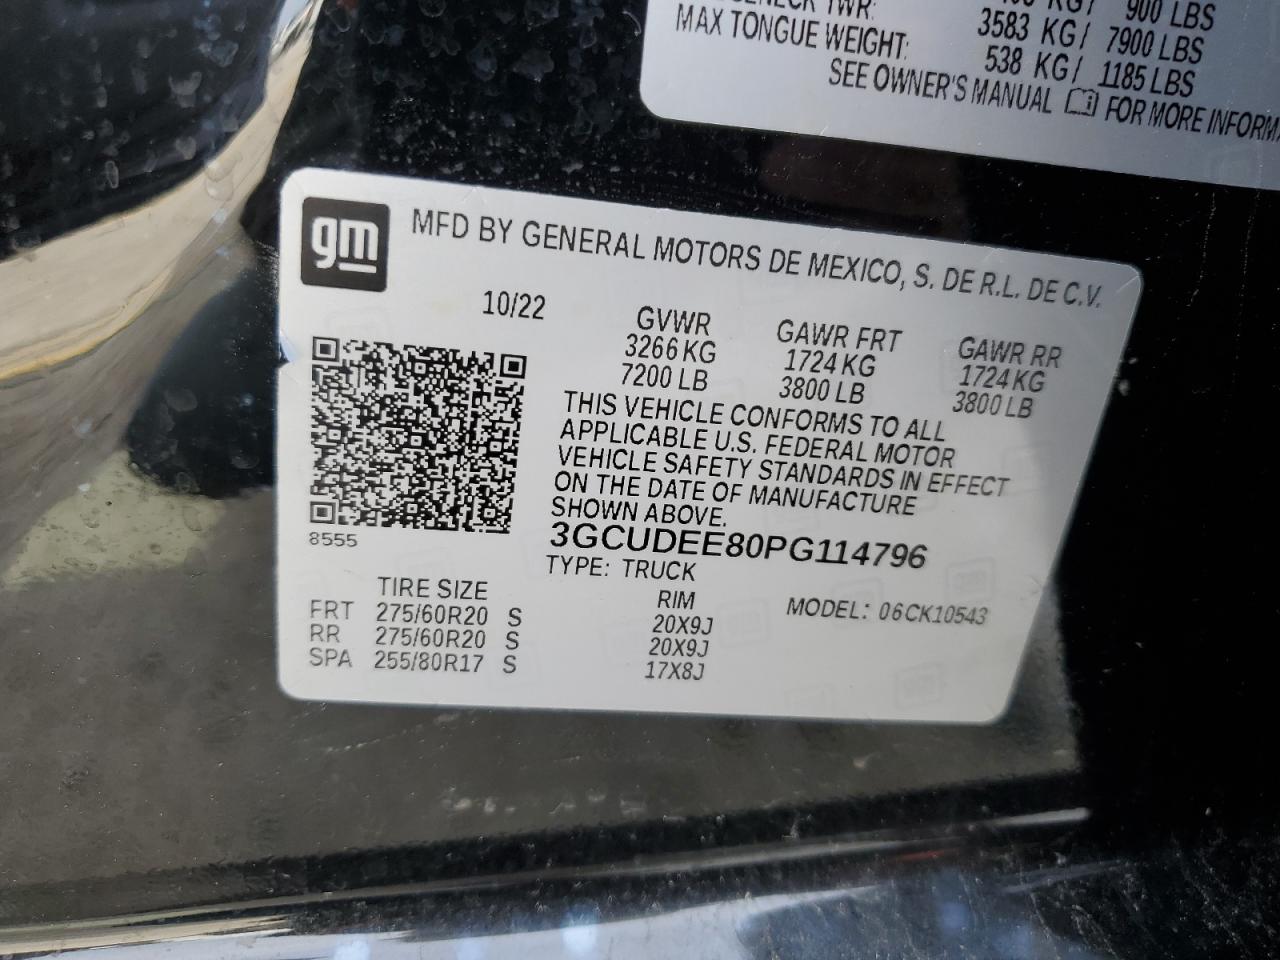 900 LBS
3583 KG/ 7900 LBS
MAX TONGUE WEIGHT: 538 KG/ 1185 LBS
SEE OWNER'S MANUAL FOR MORE INFORM
gm
MFD BY GENERAL MOTORS DE MEXICO, S. DE R.L. DE C.V.
10/22
GVWR GAWR FRT GAWR RR
3266 KG 1724 KG 1724 KG
7200 LB 3800 LB 3800 LB
THIS VEHICLE CONFORMS TO ALL
APPLICABLE U.S. FEDERAL MOTOR
VEHICLE SAFETY STANDARDS IN EFFECT
ON THE DATE OF MANUFACTURE
SHOWN ABOVE.
8555
3GCUDEE80PG114796
TYPE: TRUCK
TIRE SIZE RIM MODEL: 06CK10543
FRT 275/60R20 S 20X9J
RR 275/60R20 S 20X9J
SPA 255/80R17 S 17X8J